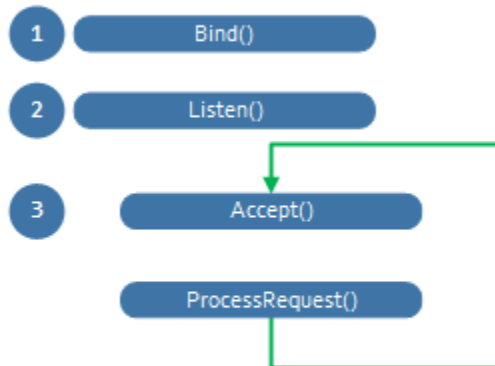 1 Bind()
2 Listen()
3 Accept()
ProcessRequest()